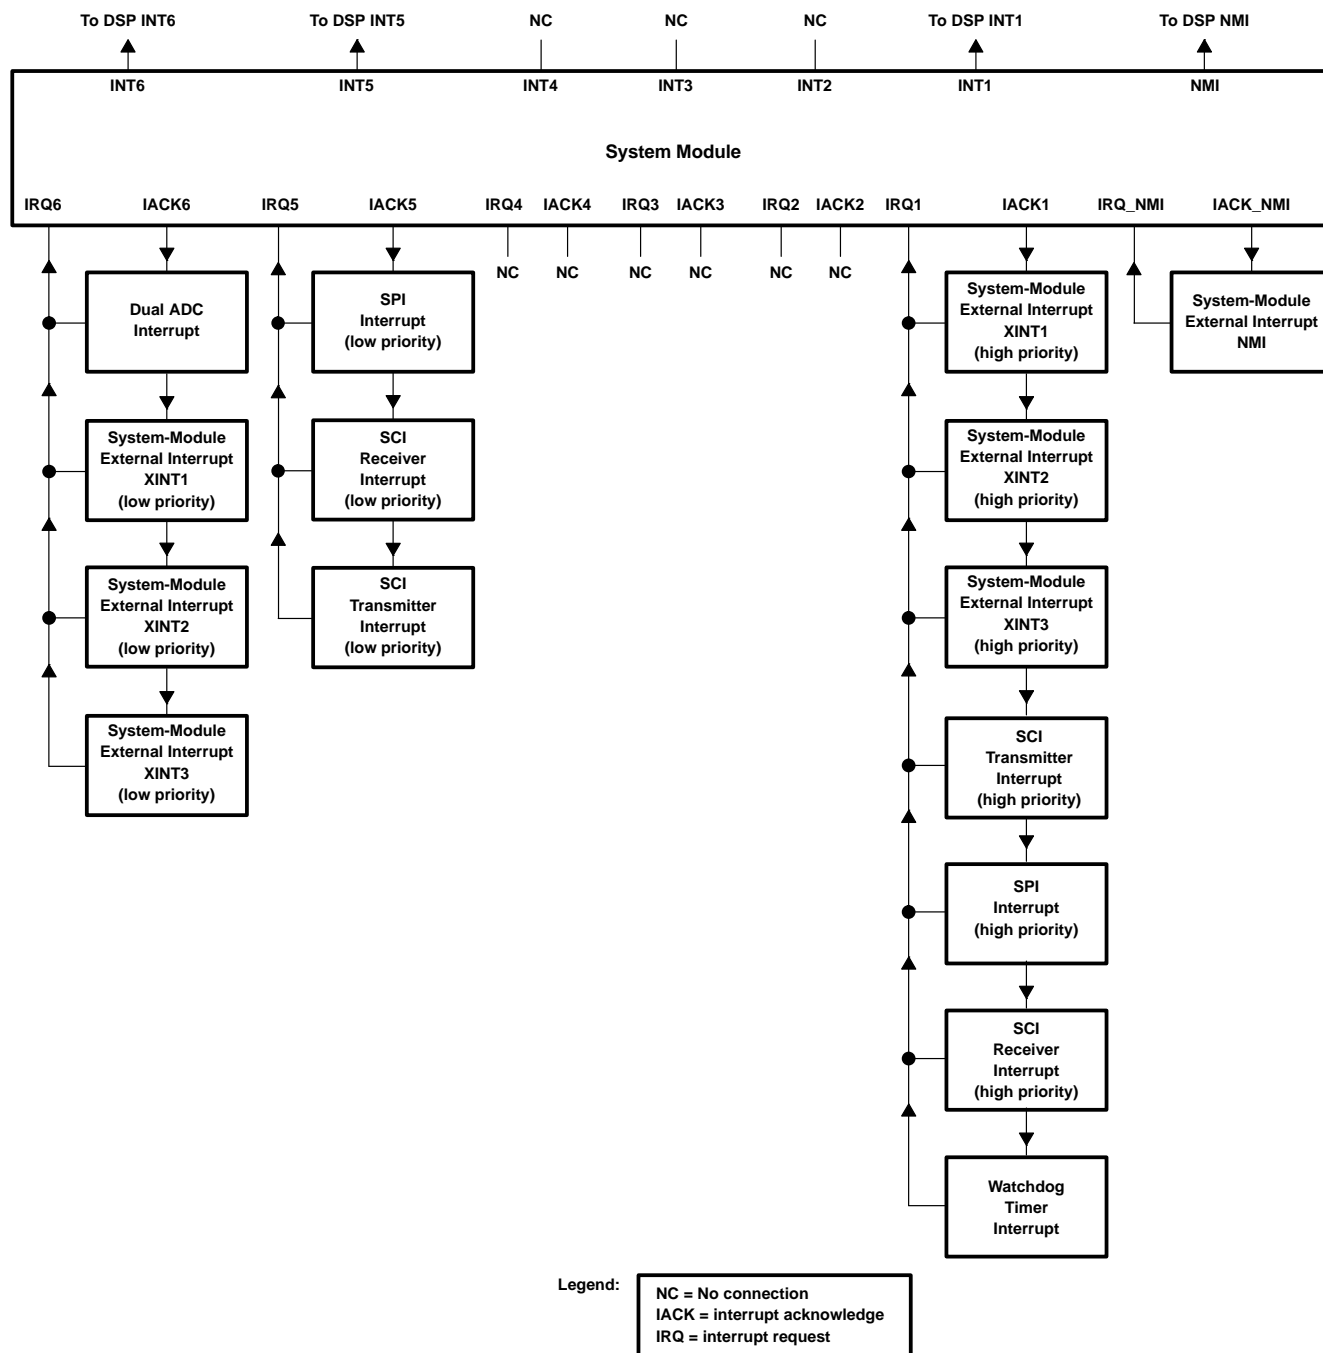 To DSP INT6 To DSP INT5 NC NC NC To DSP INT1 To DSP NMI
INT6 INT5 INT4 INT3 INT2 INT1 NMI
System Module
IRQ6 IACK6 IRQ5 IACK5 IRQ4 IACK4 IRQ3 IACK3 IRQ2 IACK2 IRQ1 IACK1 IRQ_NMI IACK_NMI
NC NC NC NC NC NC
Dual ADC
Interrupt
System-Module
External Interrupt
XINT1
(low priority)
System-Module
External Interrupt
XINT2
(low priority)
System-Module
External Interrupt
XINT3
(low priority)
SPI
Interrupt
(low priority)
SCI
Receiver
Interrupt
(low priority)
SCI
Transmitter
Interrupt
(low priority)
System-Module
External Interrupt
XINT1
(high priority)
System-Module
External Interrupt
XINT2
(high priority)
System-Module
External Interrupt
XINT3
(high priority)
SCI
Transmitter
Interrupt
(high priority)
SPI
Interrupt
(high priority)
SCI
Receiver
Interrupt
(high priority)
Watchdog
Timer
Interrupt
System-Module
External Interrupt
NMI
Legend:
NC = No connection
IACK = interrupt acknowledge
IRQ = interrupt request